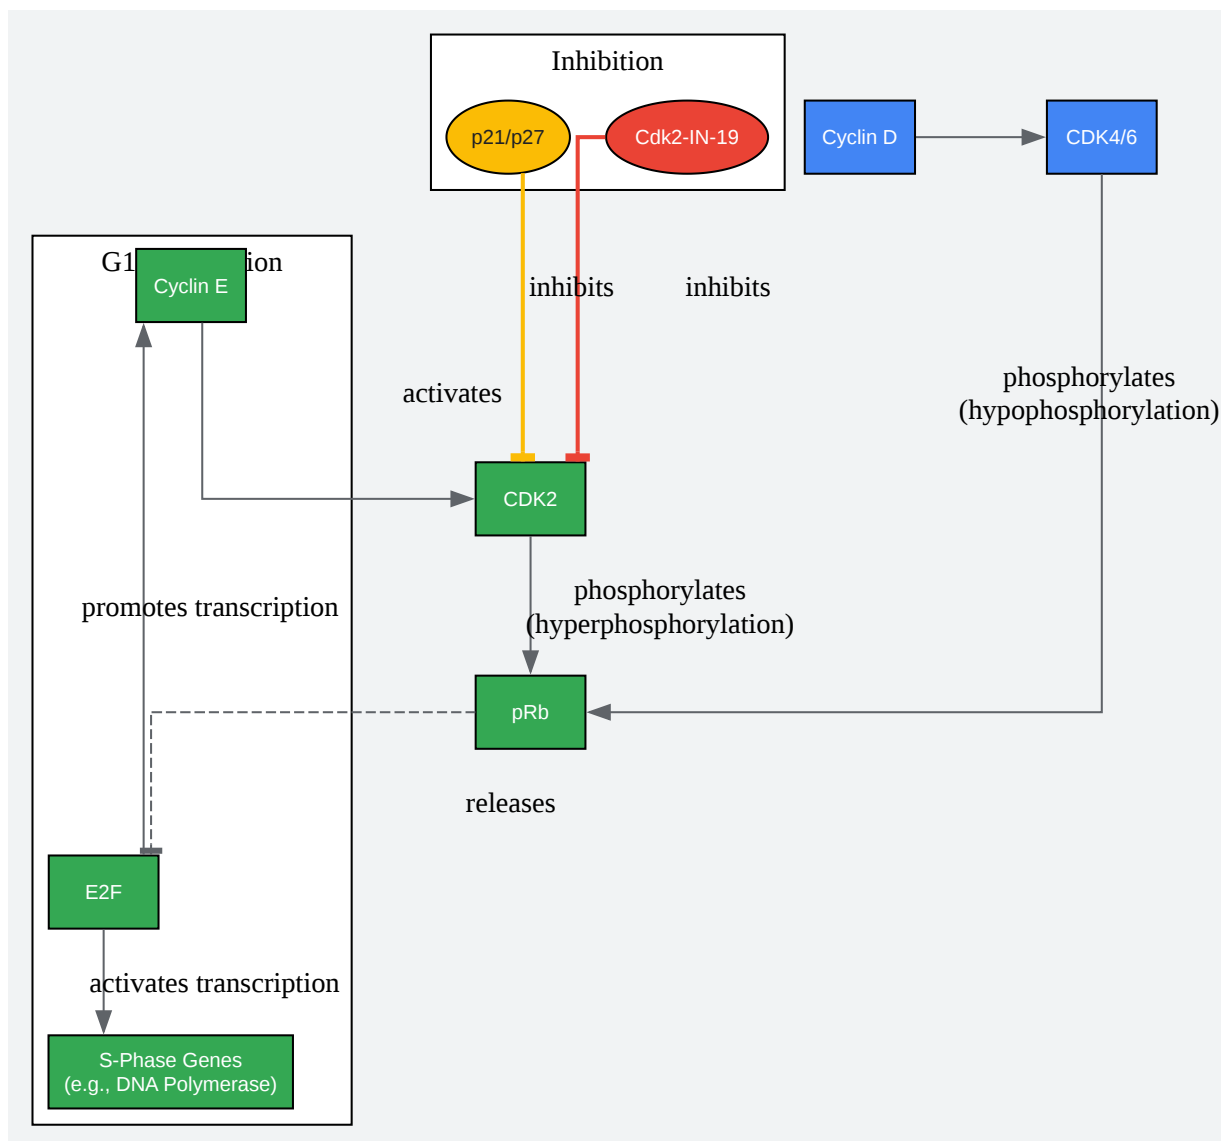 Inhibition
p21/p27
Cdk2-IN-19
Cyclin D
CDK4/6
Cyclin E
inhibits
inhibits
phosphorylates
(hypophosphorylation)
activates
CDK2
promotes transcription
phosphorylates
(hyperphosphorylation)
pRb
releases
E2F
activates transcription
S-Phase Genes
(e.g., DNA Polymerase)